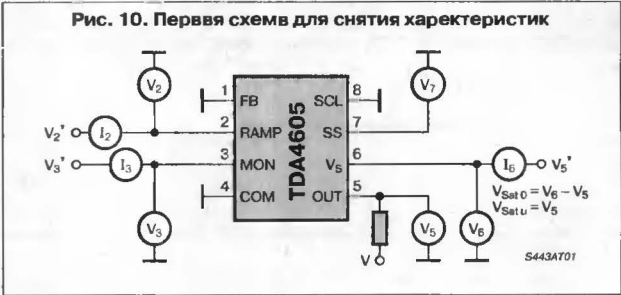 Рис. 10. Перввя схемв для снятия харектеристик
V2
V7
1 FB
SCL 8
V2' I2
2 RAMP
SS 7
V3' I3
3 MON
TDA4605
VS 6
I6 V5'
4 COM
OUT 5
VSat 0 = V6 – V5
VSat u = V5
V3
V5
V6
V
S443AT01